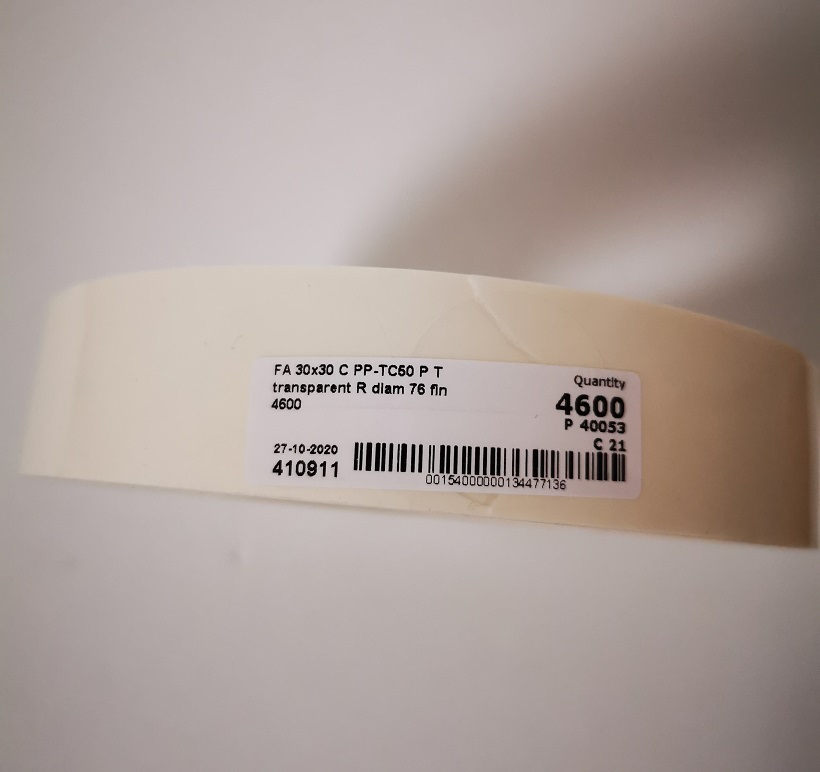 FA 30x30 C PP-TC50 P T
transparent R diam 76 fin
4600
Quantity
4600
P 40053
C 21
27-10-2020
410911
00154000000134477136